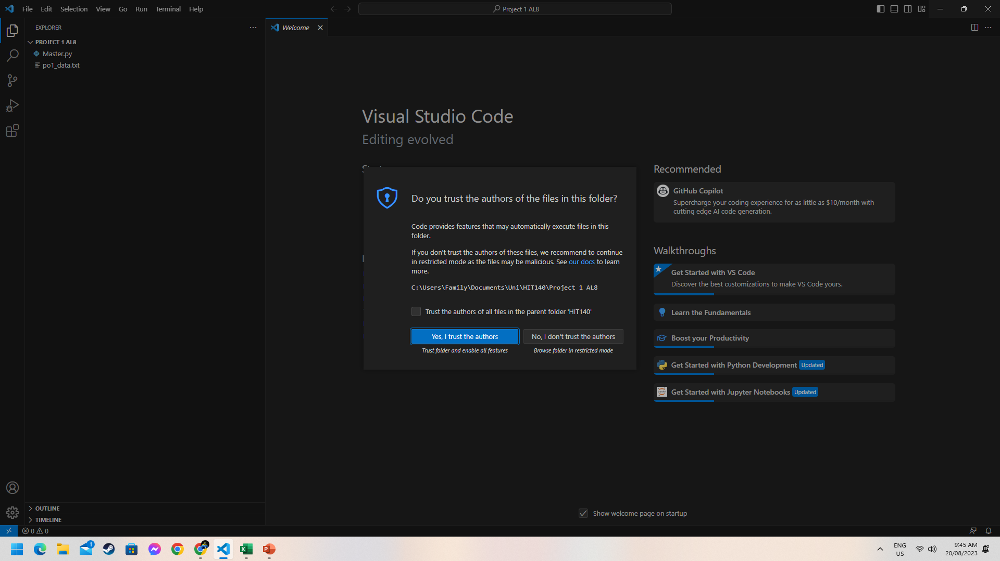 File Edit Selection View Go Run Terminal Help
Project 1 AL8
EXPLORER
Welcome
PROJECT 1 AL8
Master.py
po1_data.txt
Visual Studio Code
Editing evolved
Recommended
GitHub Copilot
Supercharge your coding experience for as little as $10/month with
cutting edge AI code generation.
Do you trust the authors of the files in this folder?
Code provides features that may automatically execute files in this
folder.
If you don't trust the authors of these files, we recommend to continue
in restricted mode as the files may be malicious. See our docs to learn
more.
C:\Users\Family\Documents\Uni\HIT140\Project 1 AL8
Trust the authors of all files in the parent folder 'HIT140'
Yes, I trust the authors
No, I don't trust the authors
Trust folder and enable all features
Browse folder in restricted mode
Walkthroughs
Get Started with VS Code
Discover the best customizations to make VS Code yours.
Learn the Fundamentals
Boost your Productivity
Get Started with Python Development Updated
Get Started with Jupyter Notebooks Updated
Show welcome page on startup
OUTLINE
TIMELINE
0 0
1
ENG
US
9:45 AM
20/08/2023